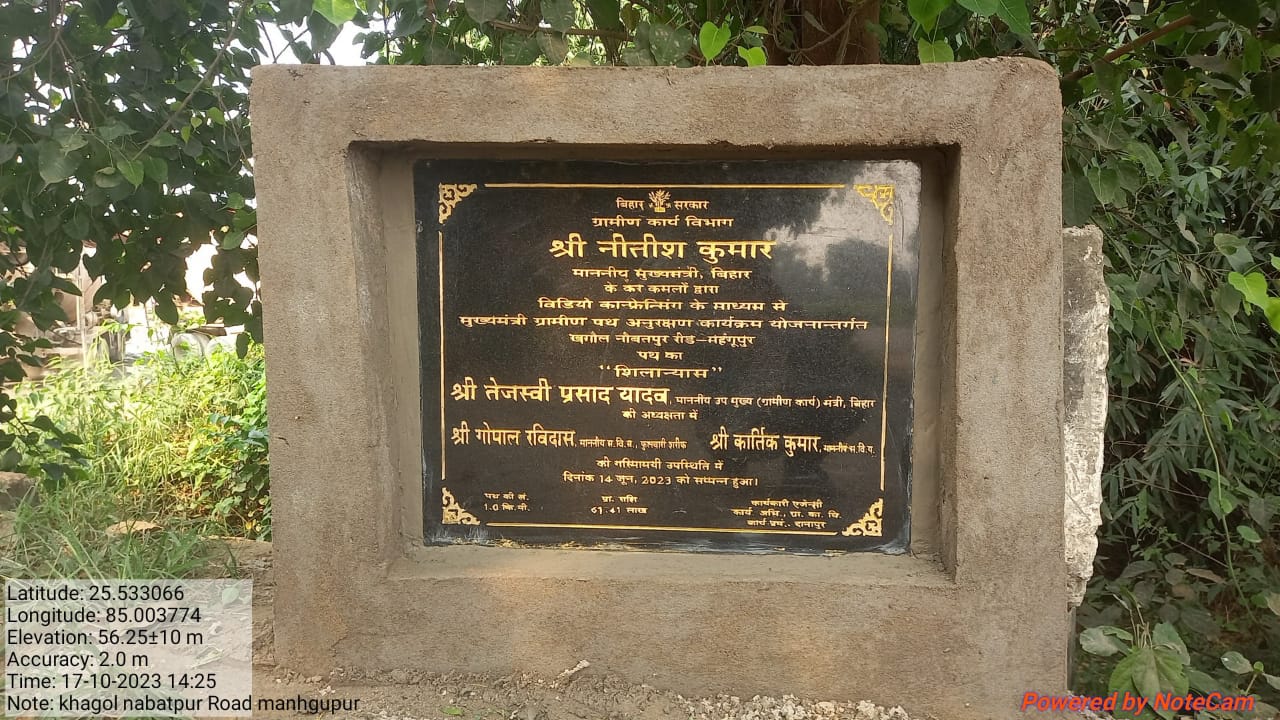 बिहार सरकार
ग्रामीण कार्य विभाग
श्री नीतीश कुमार
माननीय मुख्यमंत्री, बिहार
के कर कमलों द्वारा
विडियो कान्फ्रेन्सिंग के माध्यम से
मुख्यमंत्री ग्रामीण पथ अनुरक्षण कार्यक्रम योजनान्तर्गत
खगौल नौबतपुर रोड-महंगूपुर
पथ का
"शिलान्यास"
श्री तेजस्वी प्रसाद यादव, माननीय उप मुख्य (ग्रामीण कार्य) मंत्री, बिहार
की अध्यक्षता में
श्री गोपाल रविदास, माननीय स.वि.स., फुलवारी शरीफ श्री कार्तिक कुमार, माननीय स.वि.प.
की गरिमामयी उपस्थिति में
दिनांक 14 जून, 2023 को सम्पन्न हुआ।
पथ की लं. प्रा. राशि कार्यकारी एजेन्सी
1.0 कि.मी. 61.41 लाख कार्य अभि., ग्रा. का. वि.
कार्य प्रमं.. दानापुर
Latitude: 25.533066
Longitude: 85.003774
Elevation: 56.25±10 m
Accuracy: 2.0 m
Time: 17-10-2023 14:25
Note: khagol nabatpur Road manhgupur
Powered by NoteCam